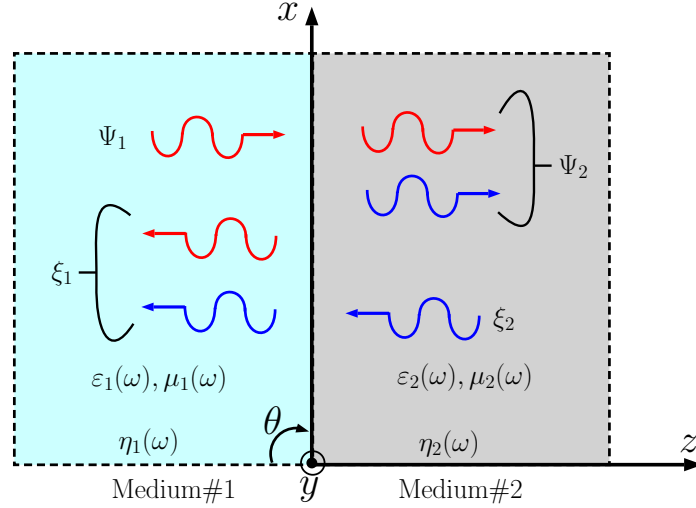 x
Ψ₁
Ψ₂
ξ₁
ξ₂
ε₁(ω), μ₁(ω)
ε₂(ω), μ₂(ω)
θ
η₁(ω)
η₂(ω)
z
y
Medium#1
Medium#2